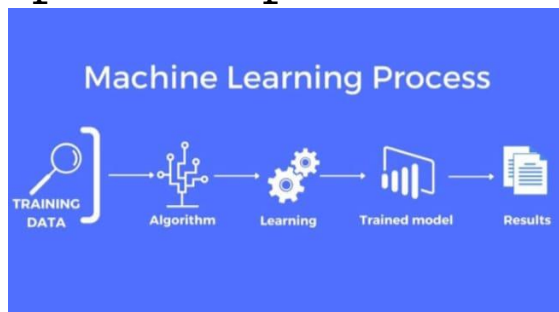 Machine Learning Process
TRAINING
DATA
Algorithm
Learning
Trained model
Results